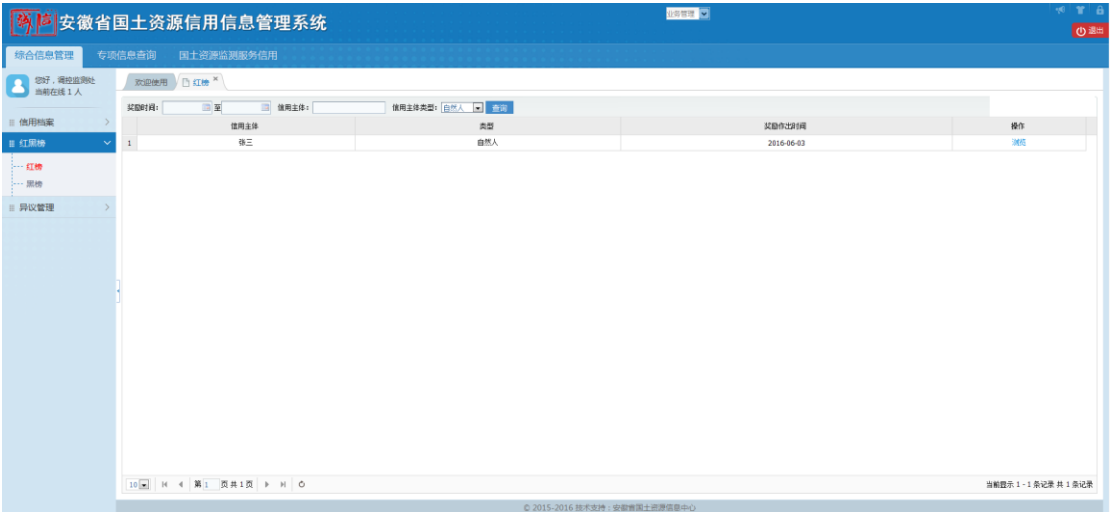 诚信 安徽省国土资源信用信息管理系统 业务管理
退出
综合信息管理 专项信息查询 国土资源监测服务信用
您好,调控监测处
当前在线 1 人
欢迎使用 红榜 ×
奖励时间: 至 信用主体: 信用主体类型: 自然人 查询
信用档案
信用主体 类型 奖励作出时间 操作
红黑榜
1 张三 自然人 2016-06-03 浏览
红榜
黑榜
异议管理
10 第 1 页 共 1 页 当前显示 1 - 1 条记录 共 1 条记录
© 2015-2016 技术支持:安徽省国土资源信息中心